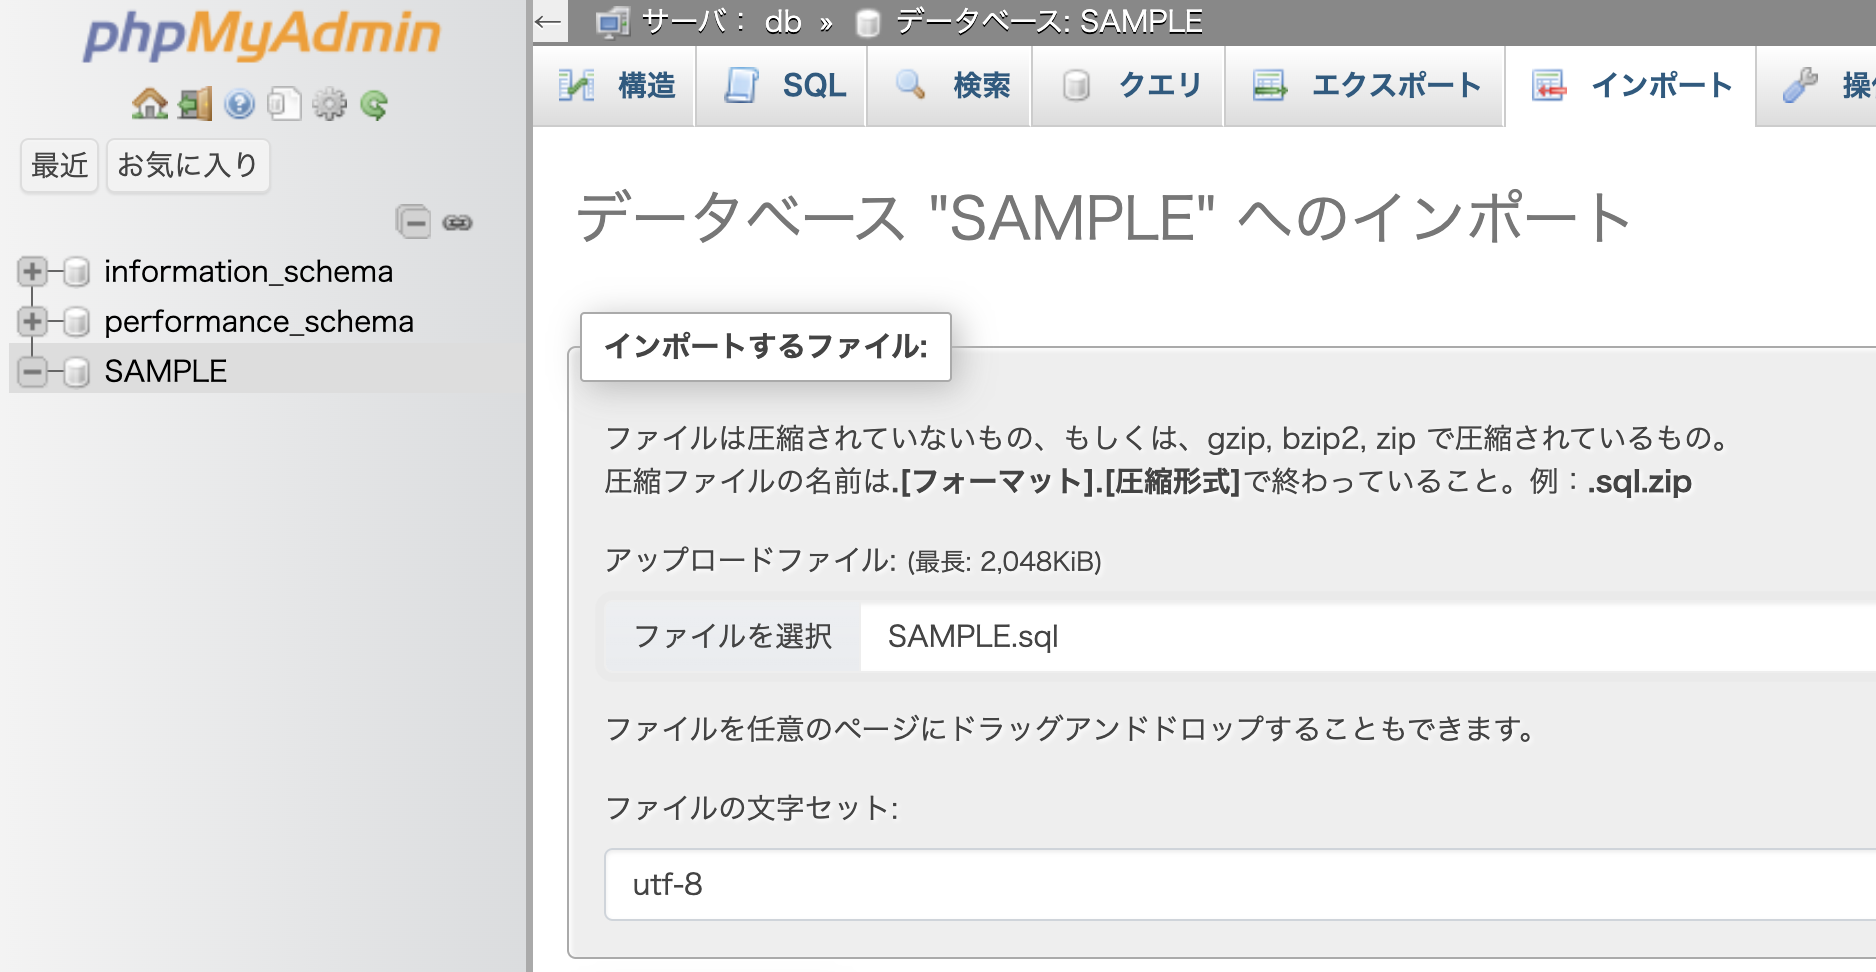 phpMyAdmin
最近 お気に入り
information_schema
performance_schema
SAMPLE
← サーバ： db » データベース: SAMPLE
構造 SQL 検索 クエリ エクスポート インポート
データベース "SAMPLE" へのインポート
インポートするファイル:
ファイルは圧縮されていないもの、もしくは、gzip, bzip2, zip で圧縮されているもの。
圧縮ファイルの名前は.[フォーマット].[圧縮形式]で終わっていること。例：.sql.zip
アップロードファイル: (最長: 2,048KiB)
ファイルを選択 SAMPLE.sql
ファイルを任意のページにドラッグアンドドロップすることもできます。
ファイルの文字セット:
utf-8